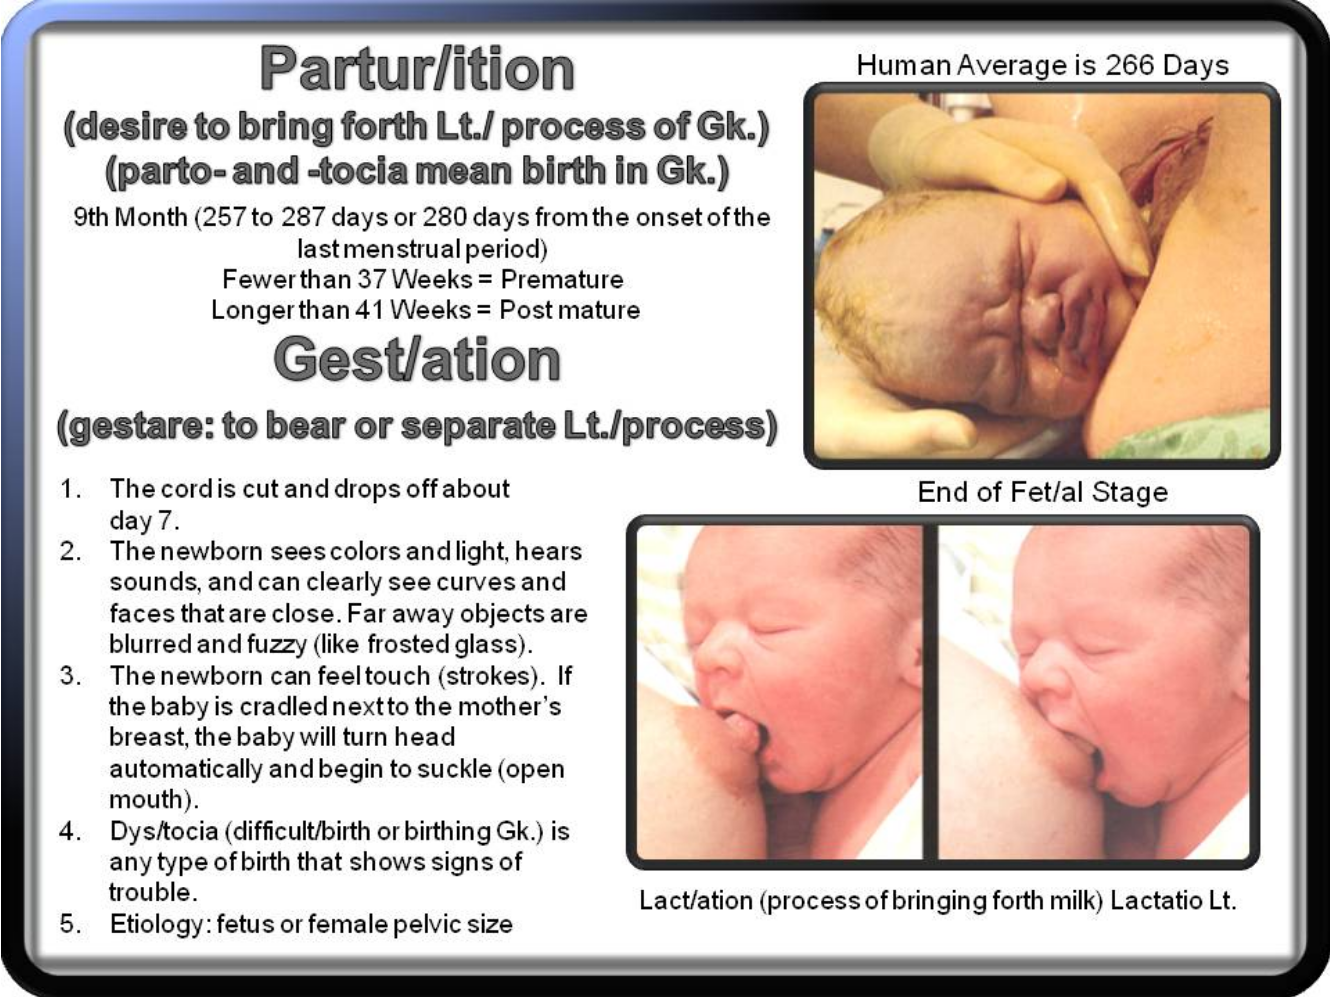 Partur/ition
(desire to bring forth Lt./ process of Gk.)
(parto- and -tocia mean birth in Gk.)
9th Month (257 to 287 days or 280 days from the onset of the
last menstrual period)
Fewer than 37 Weeks = Premature
Longer than 41 Weeks = Post mature
Gest/ation
(gestare: to bear or separate Lt./process)
1. The cord is cut and drops off about
day 7.
2. The newborn sees colors and light, hears
sounds, and can clearly see curves and
faces that are close. Far away objects are
blurred and fuzzy (like frosted glass).
3. The newborn can feel touch (strokes). If
the baby is cradled next to the mother's
breast, the baby will turn head
automatically and begin to suckle (open
mouth).
4. Dys/tocia (difficult/birth or birthing Gk.) is
any type of birth that shows signs of
trouble.
5. Etiology: fetus or female pelvic size
Human Average is 266 Days
End of Fet/al Stage
Lact/ation (process of bringing forth milk) Lactatio Lt.